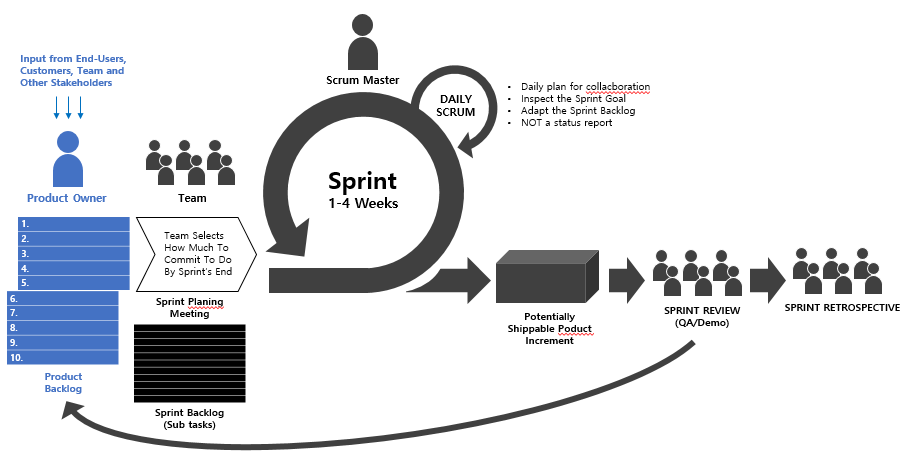 Scrum Master
Input from End-Users,
Customers, Team and
Other Stakeholders
DAILY
SCRUM
• Daily plan for collacboration
• Inspect the Sprint Goal
• Adapt the Sprint Backlog
• NOT a status report
Product Owner
Team
Sprint
1-4 Weeks
1.
2.
3.
4.
5.
6.
7.
8.
9.
10.
Product
Backlog
Team Selects
How Much To
Commit To Do
By Sprint's End
Sprint Planing
Meeting
Sprint Backlog
(Sub tasks)
Potentially
Shippable Poduct
Increment
SPRINT REVIEW
(QA/Demo)
SPRINT RETROSPECTIVE